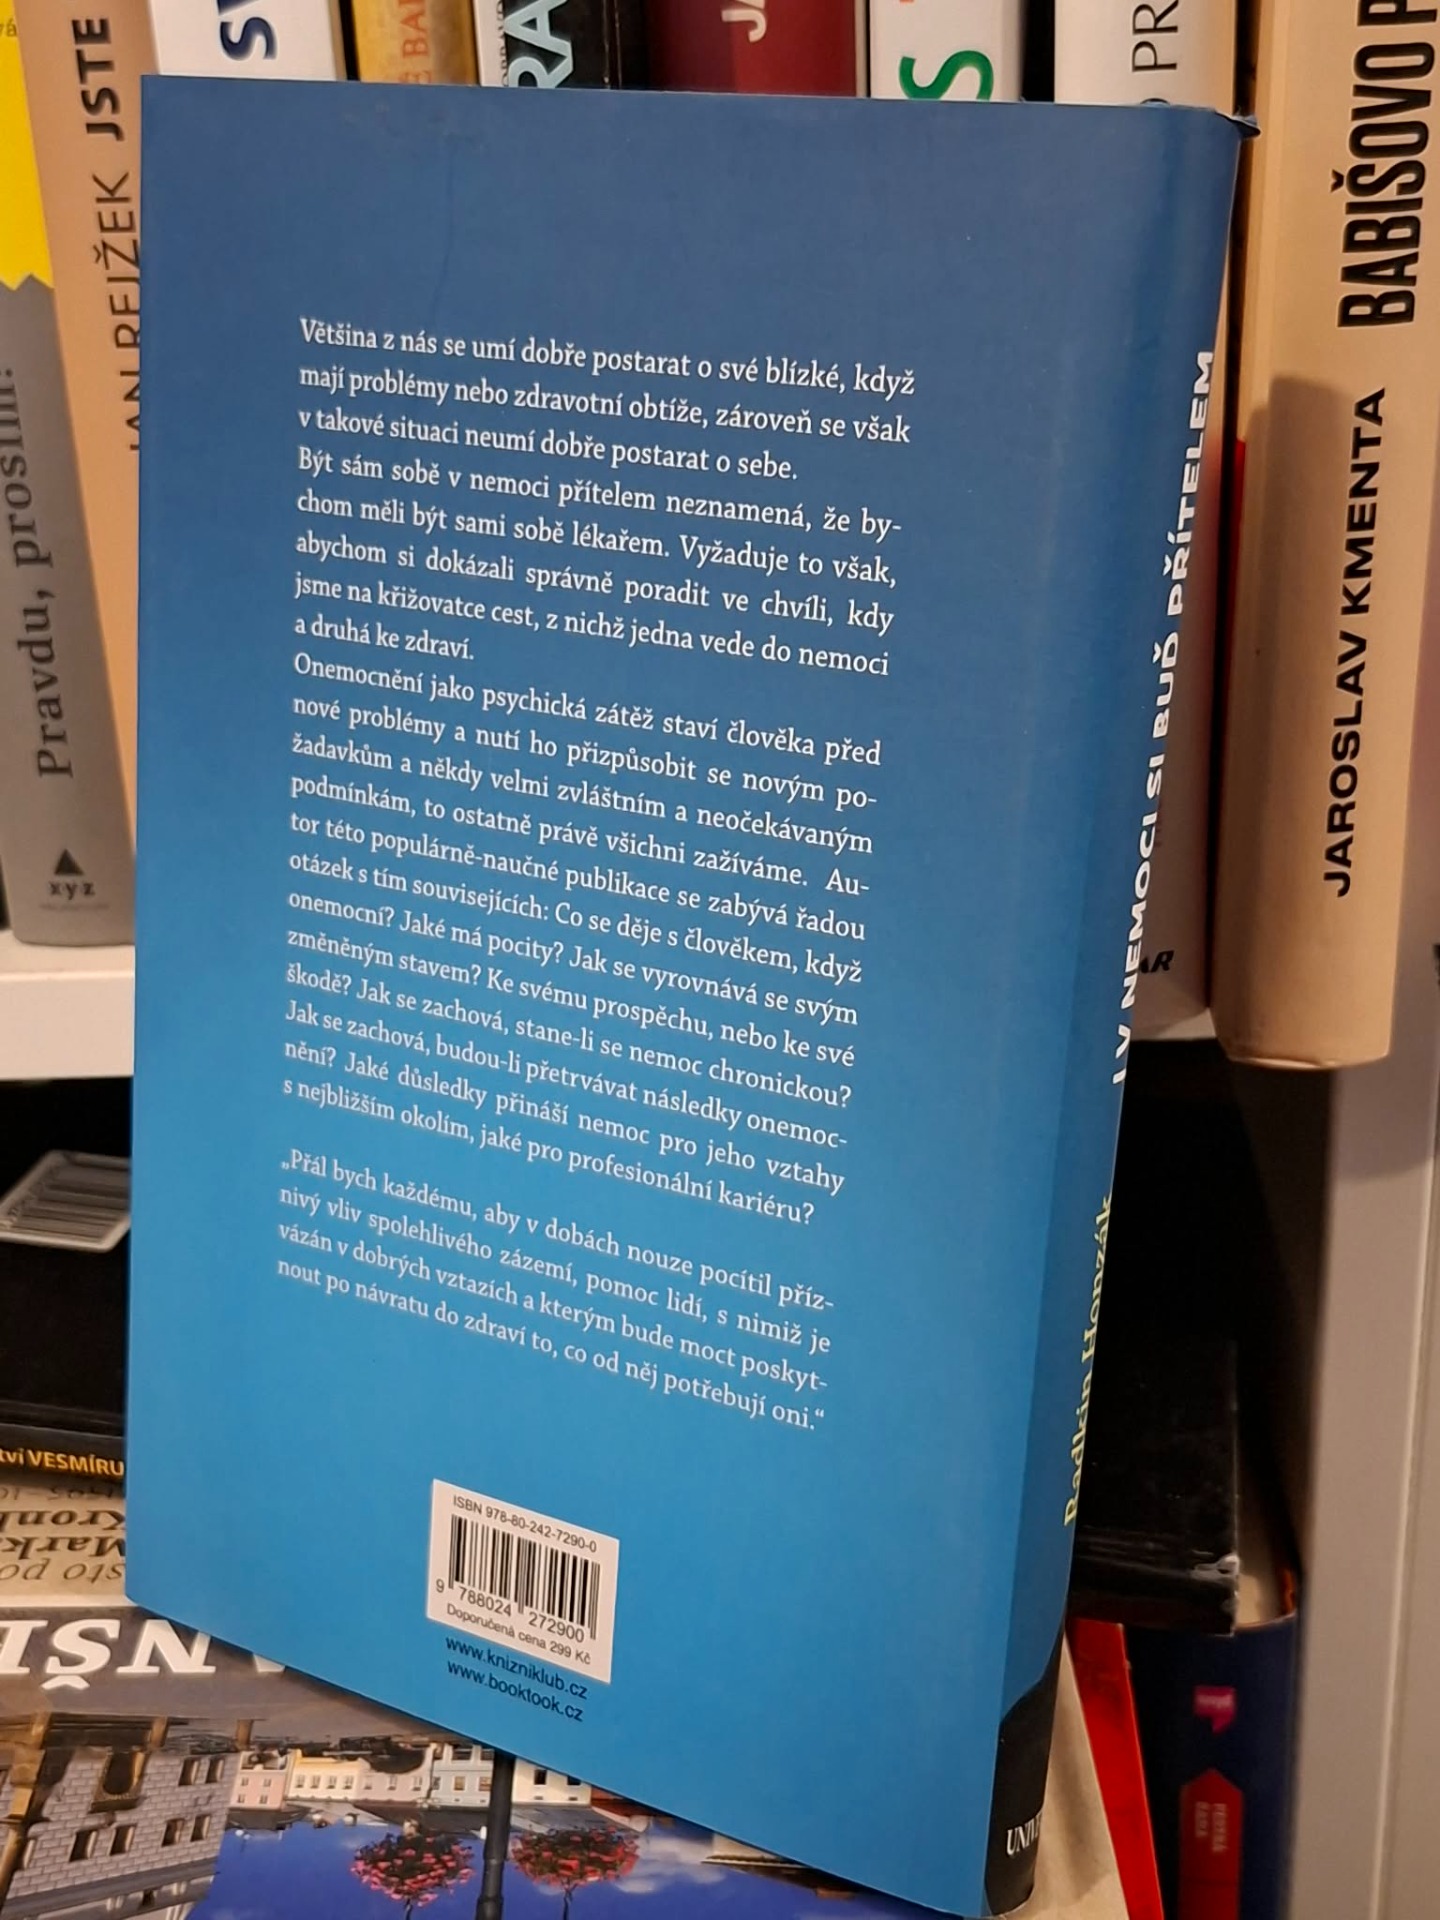 Většina z nás se umí dobře postarat o své blízké, když
mají problémy nebo zdravotní obtíže, zároveň se však
v takové situaci neumí dobře postarat o sebe.
Být sám sobě v nemoci přítelem neznamená, že by-
chom měli být sami sobě lékařem. Vyžaduje to však,
abychom si dokázali správně poradit ve chvíli, kdy
jsme na křižovatce cest, z nichž jedna vede do nemoci
a druhá ke zdraví.
Onemocnění jako psychická zátěž staví člověka před
nové problémy a nutí ho přizpůsobit se novým po-
žadavkům a někdy velmi zvláštním a neočekávaným
podmínkám, to ostatně právě všichni zažíváme. Au-
tor této populárně-naučné publikace se zabývá řadou
otázek s tím souvisejících: Co se děje s člověkem, když
onemocní? Jaké má pocity? Jak se vyrovnává se svým
změněným stavem? Ke svému prospěchu, nebo ke své
škodě? Jak se zachová, stane-li se nemoc chronickou?
Jak se zachová, budou-li přetrvávat následky onemoc-
nění? Jaké důsledky přináší nemoc pro jeho vztahy
s nejbližším okolím, jaké pro profesionální kariéru?
„Přál bych každému, aby v dobách nouze pocítil příz-
nivý vliv spolehlivého zázemí, pomoc lidí, s nimiž je
vázán v dobrých vztazích a kterým bude moct poskyt-
nout po návratu do zdraví to, co od něj potřebují oni.“
ISBN 978-80-242-7290-0
9 788024 272900
Doporučená cena 299 Kč
www.knizniklub.cz
www.booktook.cz
I V NEMOCI SI BUĎ PŘÍTELEM
Radkin Honzák
UNIVE
JAROSLAV KMENTA
BABIŠOVO P
JAN REJŽEK JSTE
Pravdu, prosím!
xyz
tví VESMÍRU